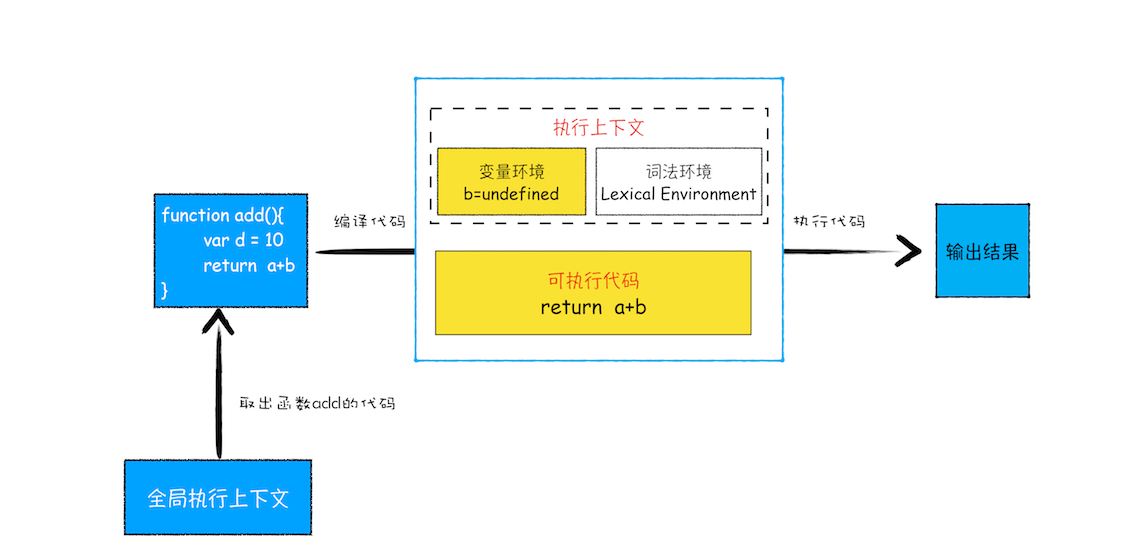 执行上下文
变量环境
b=undefined
词法环境
Lexical Environment
function add(){
var d = 10
return a+b
}
编译代码
可执行代码
return a+b
执行代码
输出结果
取出函数add的代码
全局执行上下文